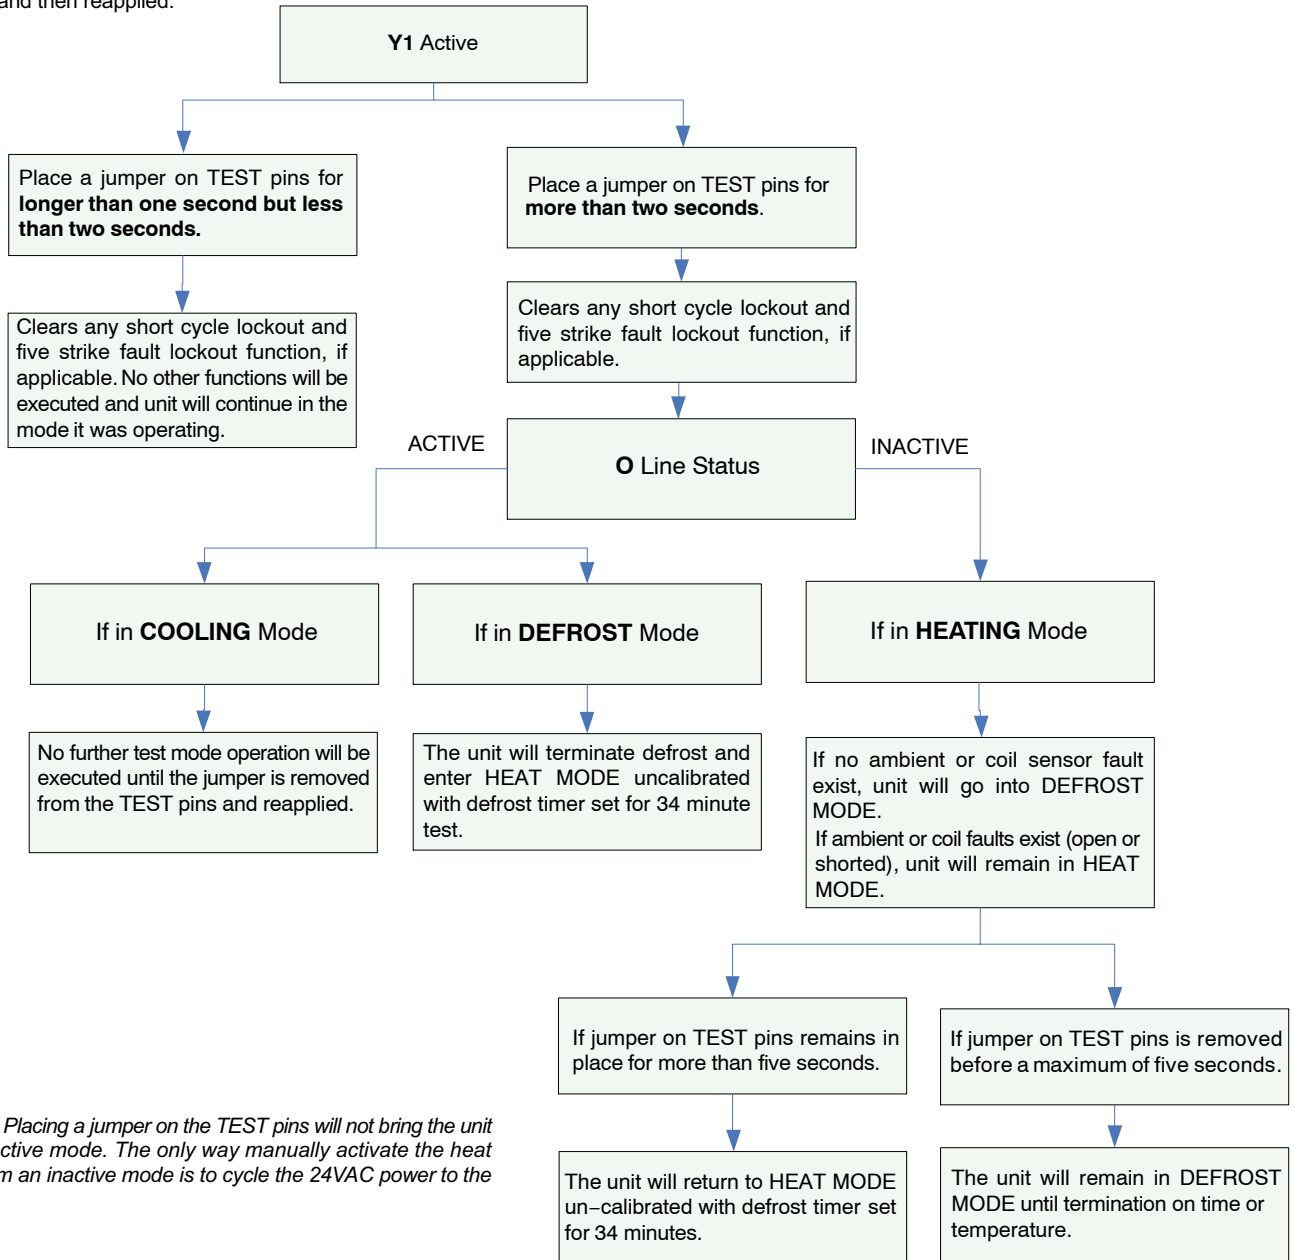 and then reapplied.
Y1 Active
Place a jumper on TEST pins for
longer than one second but less
than two seconds.
Place a jumper on TEST pins for
more than two seconds.
Clears any short cycle lockout and
five strike fault lockout function, if
applicable. No other functions will be
executed and unit will continue in the
mode it was operating.
Clears any short cycle lockout and
five strike fault lockout function, if
applicable.
ACTIVE
O Line Status
INACTIVE
If in COOLING Mode
If in DEFROST Mode
If in HEATING Mode
No further test mode operation will be
executed until the jumper is removed
from the TEST pins and reapplied.
The unit will terminate defrost and
enter HEAT MODE uncalibrated
with defrost timer set for 34 minute
test.
If no ambient or coil sensor fault
exist, unit will go into DEFROST
MODE.
If ambient or coil faults exist (open or
shorted), unit will remain in HEAT
MODE.
If jumper on TEST pins remains in
place for more than five seconds.
If jumper on TEST pins is removed
before a maximum of five seconds.
Placing a jumper on the TEST pins will not bring the unit
ctive mode. The only way manually activate the heat
m an inactive mode is to cycle the 24VAC power to the
The unit will return to HEAT MODE
un−calibrated with defrost timer set
for 34 minutes.
The unit will remain in DEFROST
MODE until termination on time or
temperature.